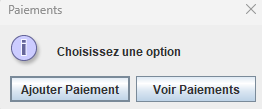 Paiements
Choisissez une option
Ajouter Paiement
Voir Paiements